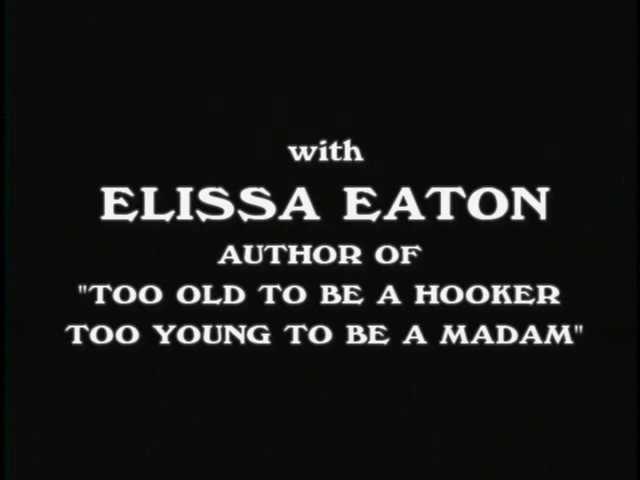 with
ELISSA EATON
AUTHOR OF
"TOO OLD TO BE A HOOKER
TOO YOUNG TO BE A MADAM"